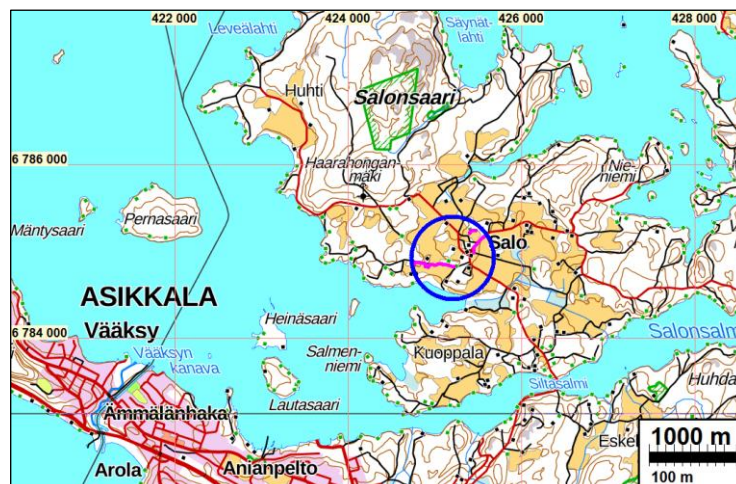 422 000
424 000
426 000
428 000
Leveälahti
Säynät-
lahti
Huhti
Salonsaari
6 786 000
Haarahongan-
mäki
Nie-
niemi
Pernasaari
Mäntysaari
Salo
ASIKKALA
Vääksy
Heinäsaari
6 784 000
Salonsalm
Vääksyn
kanava
Salmen-
niemi
Kuoppala
Siltasalmi
Huhda
Lautasaari
Ämmälänhaka
1000 m
Eskel
Arola
Anianpelto
100 m